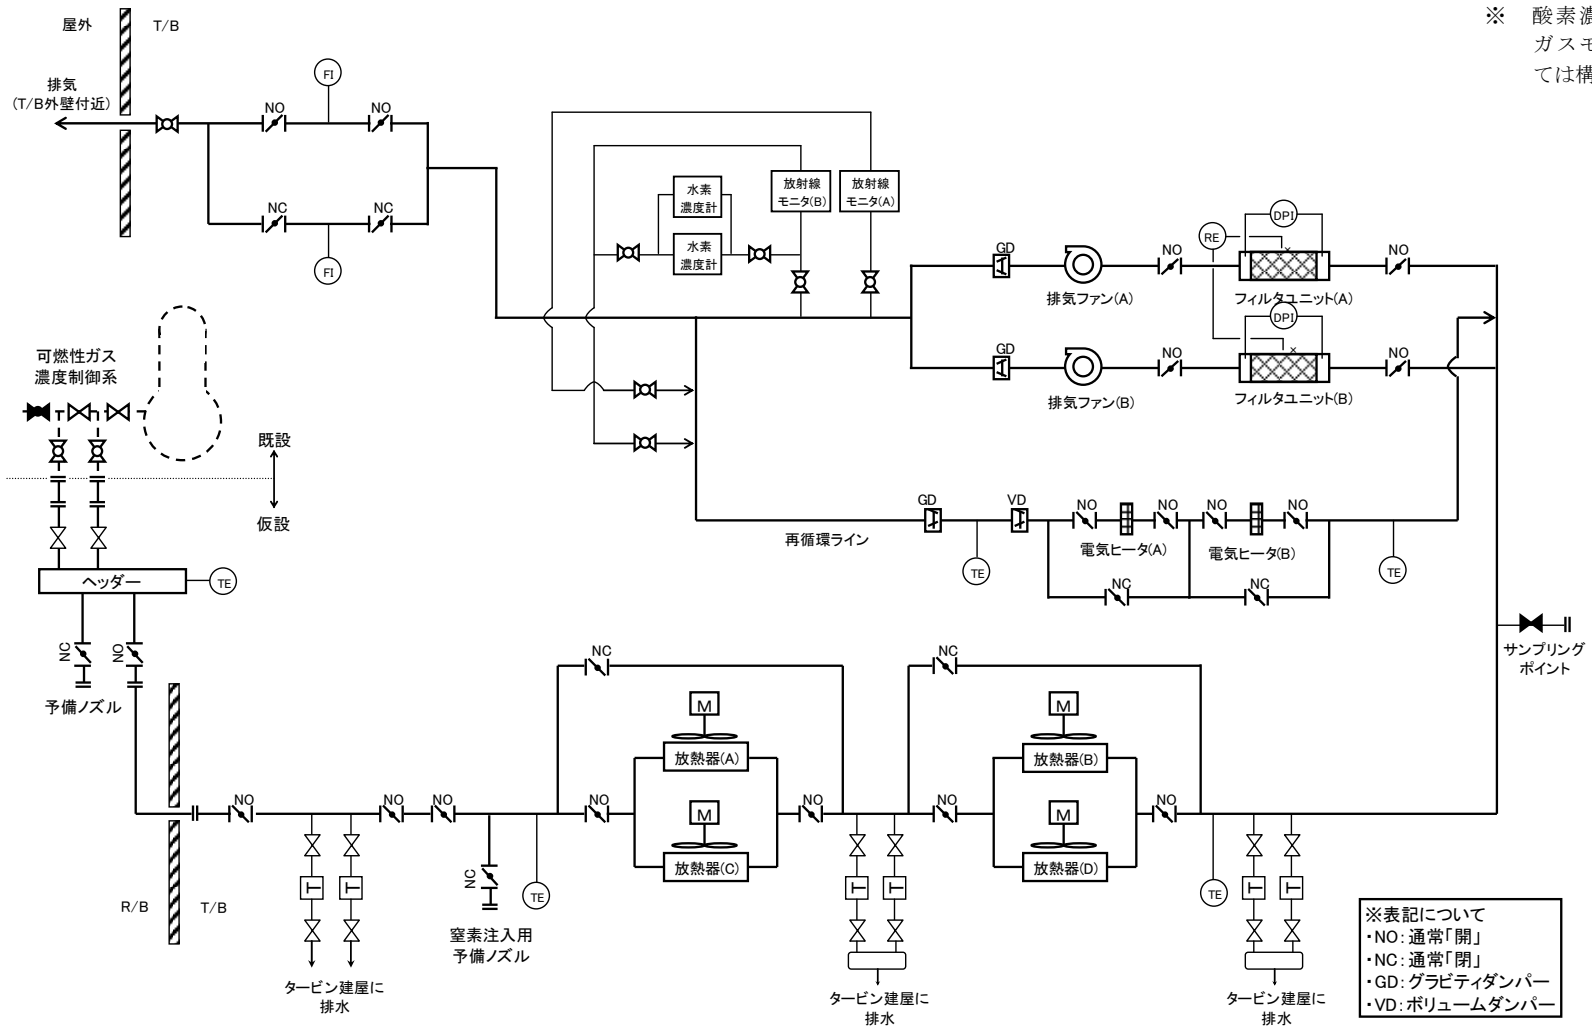 屋外
T/B
※ 酸素濃
ガスモ
ては構
排気
(T/B外壁付近)
FI
NO
NO
NC
NC
FI
水素
濃度計
水素
濃度計
放射線
モニタ(B)
放射線
モニタ(A)
GD
排気ファン(A)
NO
RE
DPI
フィルタユニット(A)
NO
GD
排気ファン(B)
NO
DPI
フィルタユニット(B)
NO
可燃性ガス
濃度制御系
既設
仮設
ヘッダー
TE
NC
NO
予備ノズル
GD
TE
VD
NO
電気ヒータ(A)
NO
NO
電気ヒータ(B)
NO
TE
再循環ライン
NC
NC
サンプリング
ポイント
NC
M
放熱器(A)
M
放熱器(C)
NC
M
放熱器(B)
M
放熱器(D)
R/B
T/B
NO
NO
NO
NO
NO
NO
NO
T
T
タービン建屋に
排水
NC
窒素注入用
予備ノズル
TE
T
T
タービン建屋に
排水
TE
T
T
タービン建屋に
排水
※表記について
・NO：通常「開」
・NC：通常「閉」
・GD：グラビティダンパー
・VD：ボリュームダンパー